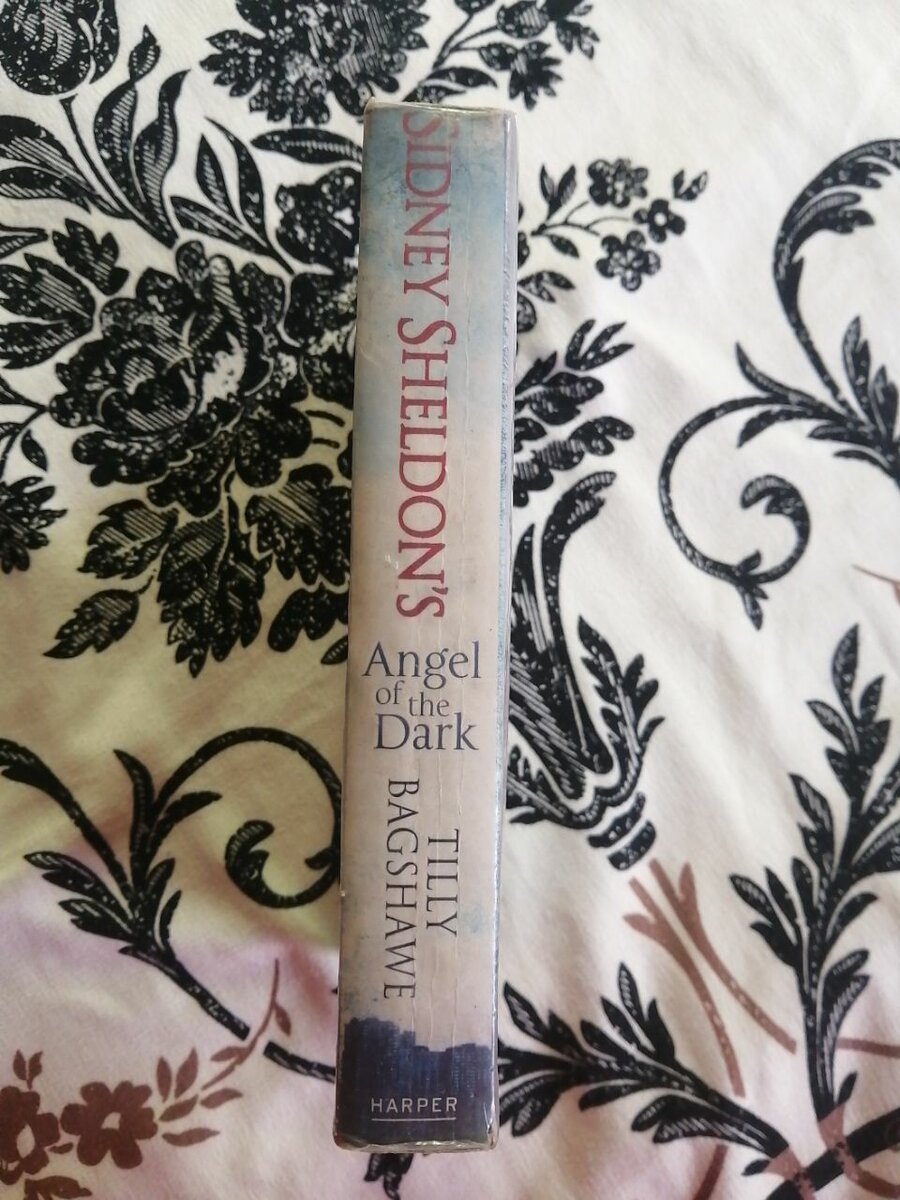 SIDNEY SHELDON'S
Angel
of the
Dark
TILLY
BAGSHAWE
HARPER